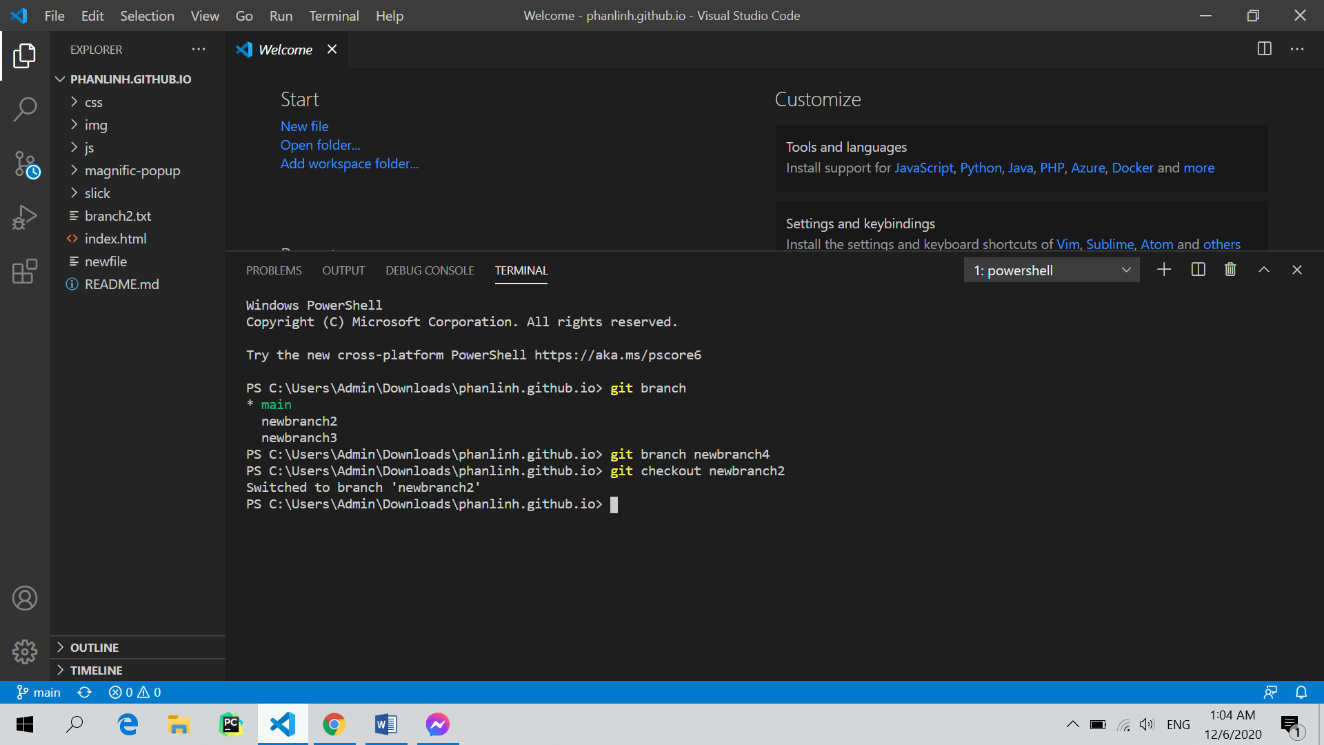 File Edit Selection View Go Run Terminal Help
Welcome - phanlinh.github.io - Visual Studio Code
EXPLORER
PHANLINH.GITHUB.IO
css
img
js
magnific-popup
slick
branch2.txt
index.html
newfile
README.md
OUTLINE
TIMELINE
Welcome
Start
New file
Open folder...
Add workspace folder...
Customize
Tools and languages
Install support for JavaScript, Python, Java, PHP, Azure, Docker and more
Settings and keybindings
Install the settings and keyboard shortcuts of Vim, Sublime, Atom and others
PROBLEMS OUTPUT DEBUG CONSOLE TERMINAL
1: powershell
Windows PowerShell
Copyright (C) Microsoft Corporation. All rights reserved.
Try the new cross-platform PowerShell https://aka.ms/pscore6
PS C:\Users\Admin\Downloads\phanlinh.github.io> git branch
* main
newbranch2
newbranch3
PS C:\Users\Admin\Downloads\phanlinh.github.io> git branch newbranch4
PS C:\Users\Admin\Downloads\phanlinh.github.io> git checkout newbranch2
Switched to branch 'newbranch2'
PS C:\Users\Admin\Downloads\phanlinh.github.io>
main
0 0
PC
W
ENG
1:04 AM
12/6/2020
1